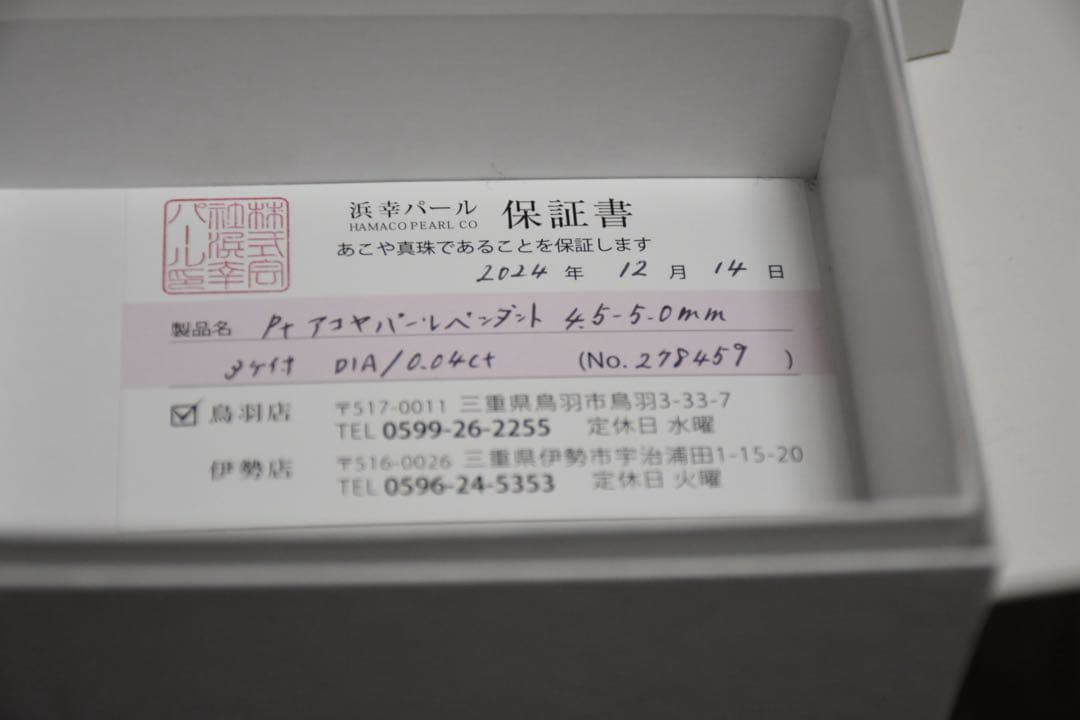 株式会
社浜幸
パール印
浜幸パール 保証書
HAMACO PEARL CO
あこや真珠であることを保証します
2024 年 12 月 14 日
製品名 Pt アコヤパールペンダント 4.5-5.0mm
3ケ付 DIA/0.04ct (No. 278459 )
☑ 鳥羽店 〒517-0011 三重県鳥羽市鳥羽3-33-7
TEL 0599-26-2255 定休日 水曜
伊勢店 〒516-0026 三重県伊勢市宇治浦田1-15-20
TEL 0596-24-5353 定休日 火曜